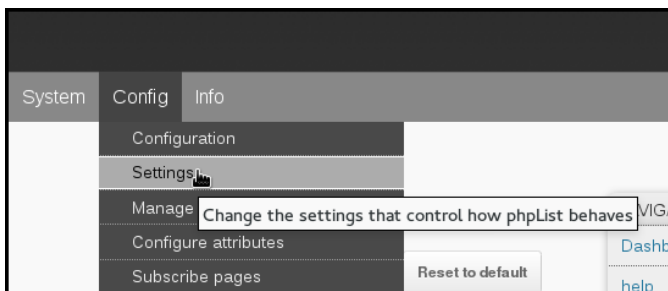 System Config Info
Configuration
Settings
Manage
Change the settings that control how phpList behaves
Configure attributes
Subscribe pages
Reset to default
help